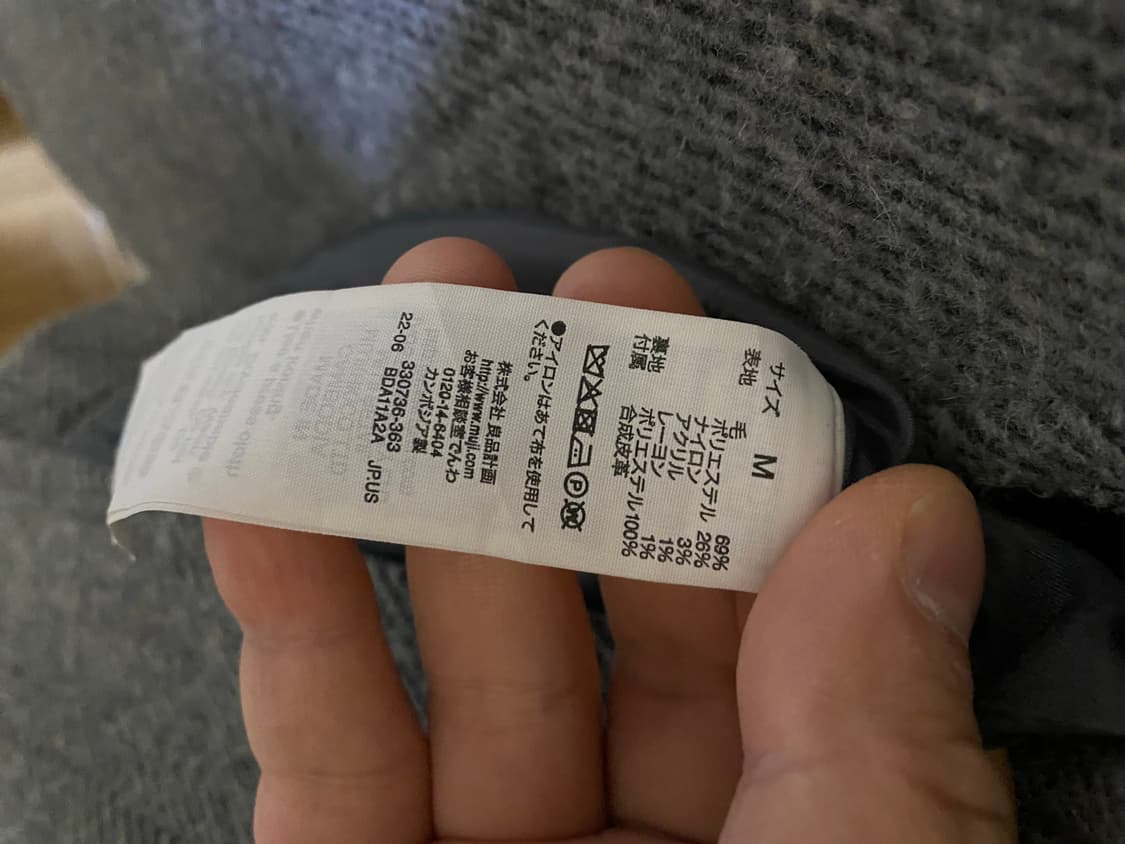 サイズ M
表地 毛 69%
ポリエステル 26%
ナイロン 3%
アクリル 1%
レーヨン 1%
裏地 ポリエステル100%
付属 合成皮革
●アイロンはあて布を使用して
ください。
株式会社 良品計画
http://www.muji.com
お客様相談室でんわ
0120-14-6404
カンボジア製
22-06 330736-363
BDA11A2A JP.US